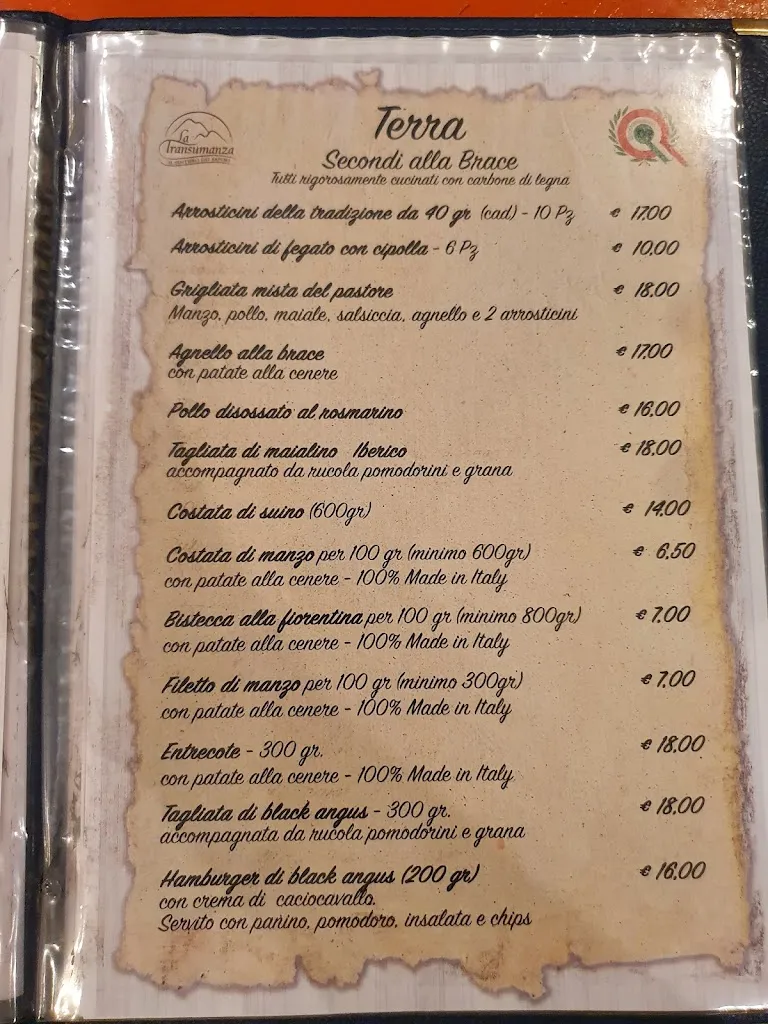 La
Transumanza
Terra
Secondi alla Brace
Tutti rigorosamente cucinati con carbone di legna
Arrosticini della tradizione da 40 gr (cad) - 10 Pz € 17.00
Arrosticini di fegato con cipolla - 6 Pz € 10.00
Grigliata mista del pastore € 18.00
Manzo, pollo, maiale, salsiccia, agnello e 2 arrosticini
Agnello alla brace € 17.00
con patate alla cenere
Pollo disossato al rosmarino € 16.00
Tagliata di maialino Iberico € 18.00
accompagnato da rucola pomodorini e grana
Costata di suino (600gr) € 14.00
Costata di manzo per 100 gr (minimo 600gr) € 6.50
con patate alla cenere - 100% Made in Italy
Bistecca alla fiorentina per 100 gr (minimo 800gr) € 7.00
con patate alla cenere - 100% Made in Italy
Filetto di manzo per 100 gr (minimo 300gr) € 7.00
con patate alla cenere - 100% Made in Italy
Entrecote - 300 gr. € 18.00
con patate alla cenere - 100% Made in Italy
Tagliata di black angus - 300 gr. € 18.00
accompagnata da rucola pomodorini e grana
Hamburger di black angus (200 gr) € 16.00
con crema di caciocavallo.
Servito con panino, pomodoro, insalata e chips